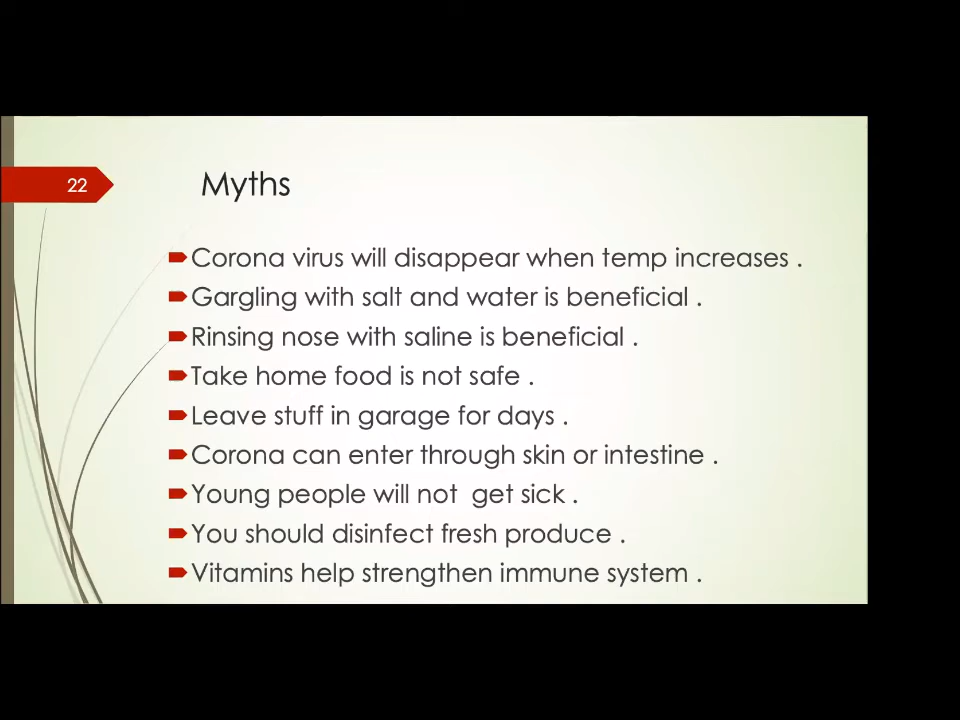 22
Myths
Corona virus will disappear when temp increases .
Gargling with salt and water is beneficial .
Rinsing nose with saline is beneficial .
Take home food is not safe .
Leave stuff in garage for days .
Corona can enter through skin or intestine .
Young people will not  get sick .
You should disinfect fresh produce .
Vitamins help strengthen immune system .